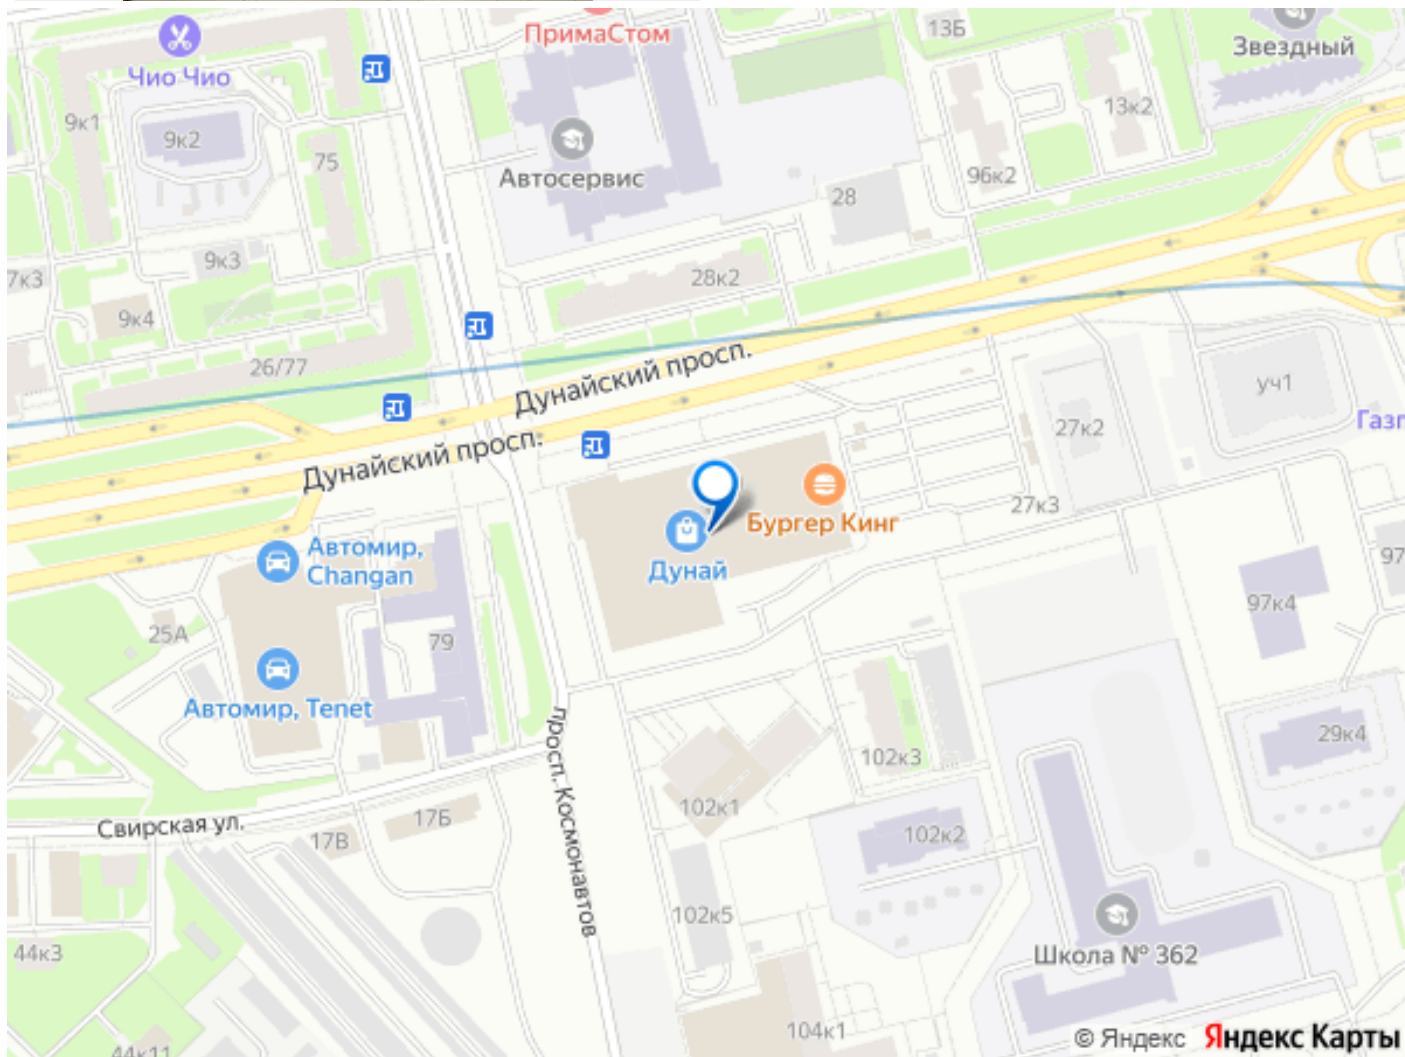 ПримаСтом
13Б
Звездный
Чио Чио
9к1
9к2
75
13к2
Автосервис
96к2
28
9к3
7к3
28к2
9к4
26/77
Дунайский просп.
уч1
Газп
27к2
Дунайский просп.
Бургер Кинг
27к3
Дунай
Автомир,
Changan
97
97к4
25А
79
Автомир, Tenet
просп. Космонавтов
29к4
102к3
102к1
Свирская ул.
17Б
17В
102к2
102к5
44к3
Школа № 362
104к1
44к11
© Яндекс Яндекс Карты